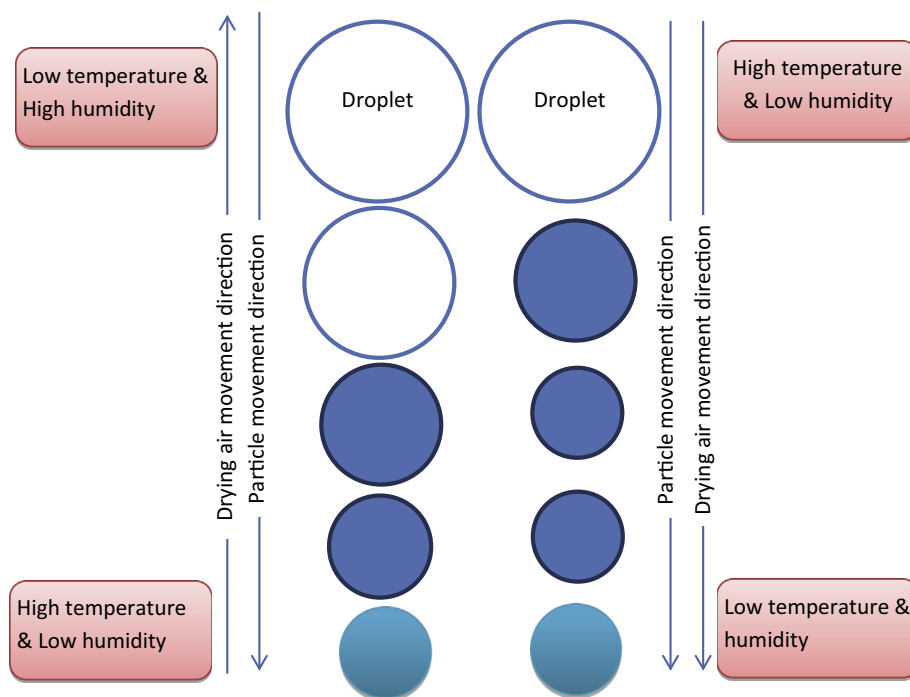 Low temperature &
High humidity
Droplet
Droplet
High temperature
& Low humidity
Drying air movement direction
Particle movement direction
Particle movement direction
Drying air movement direction
High temperature
& Low humidity
Low temperature &
humidity